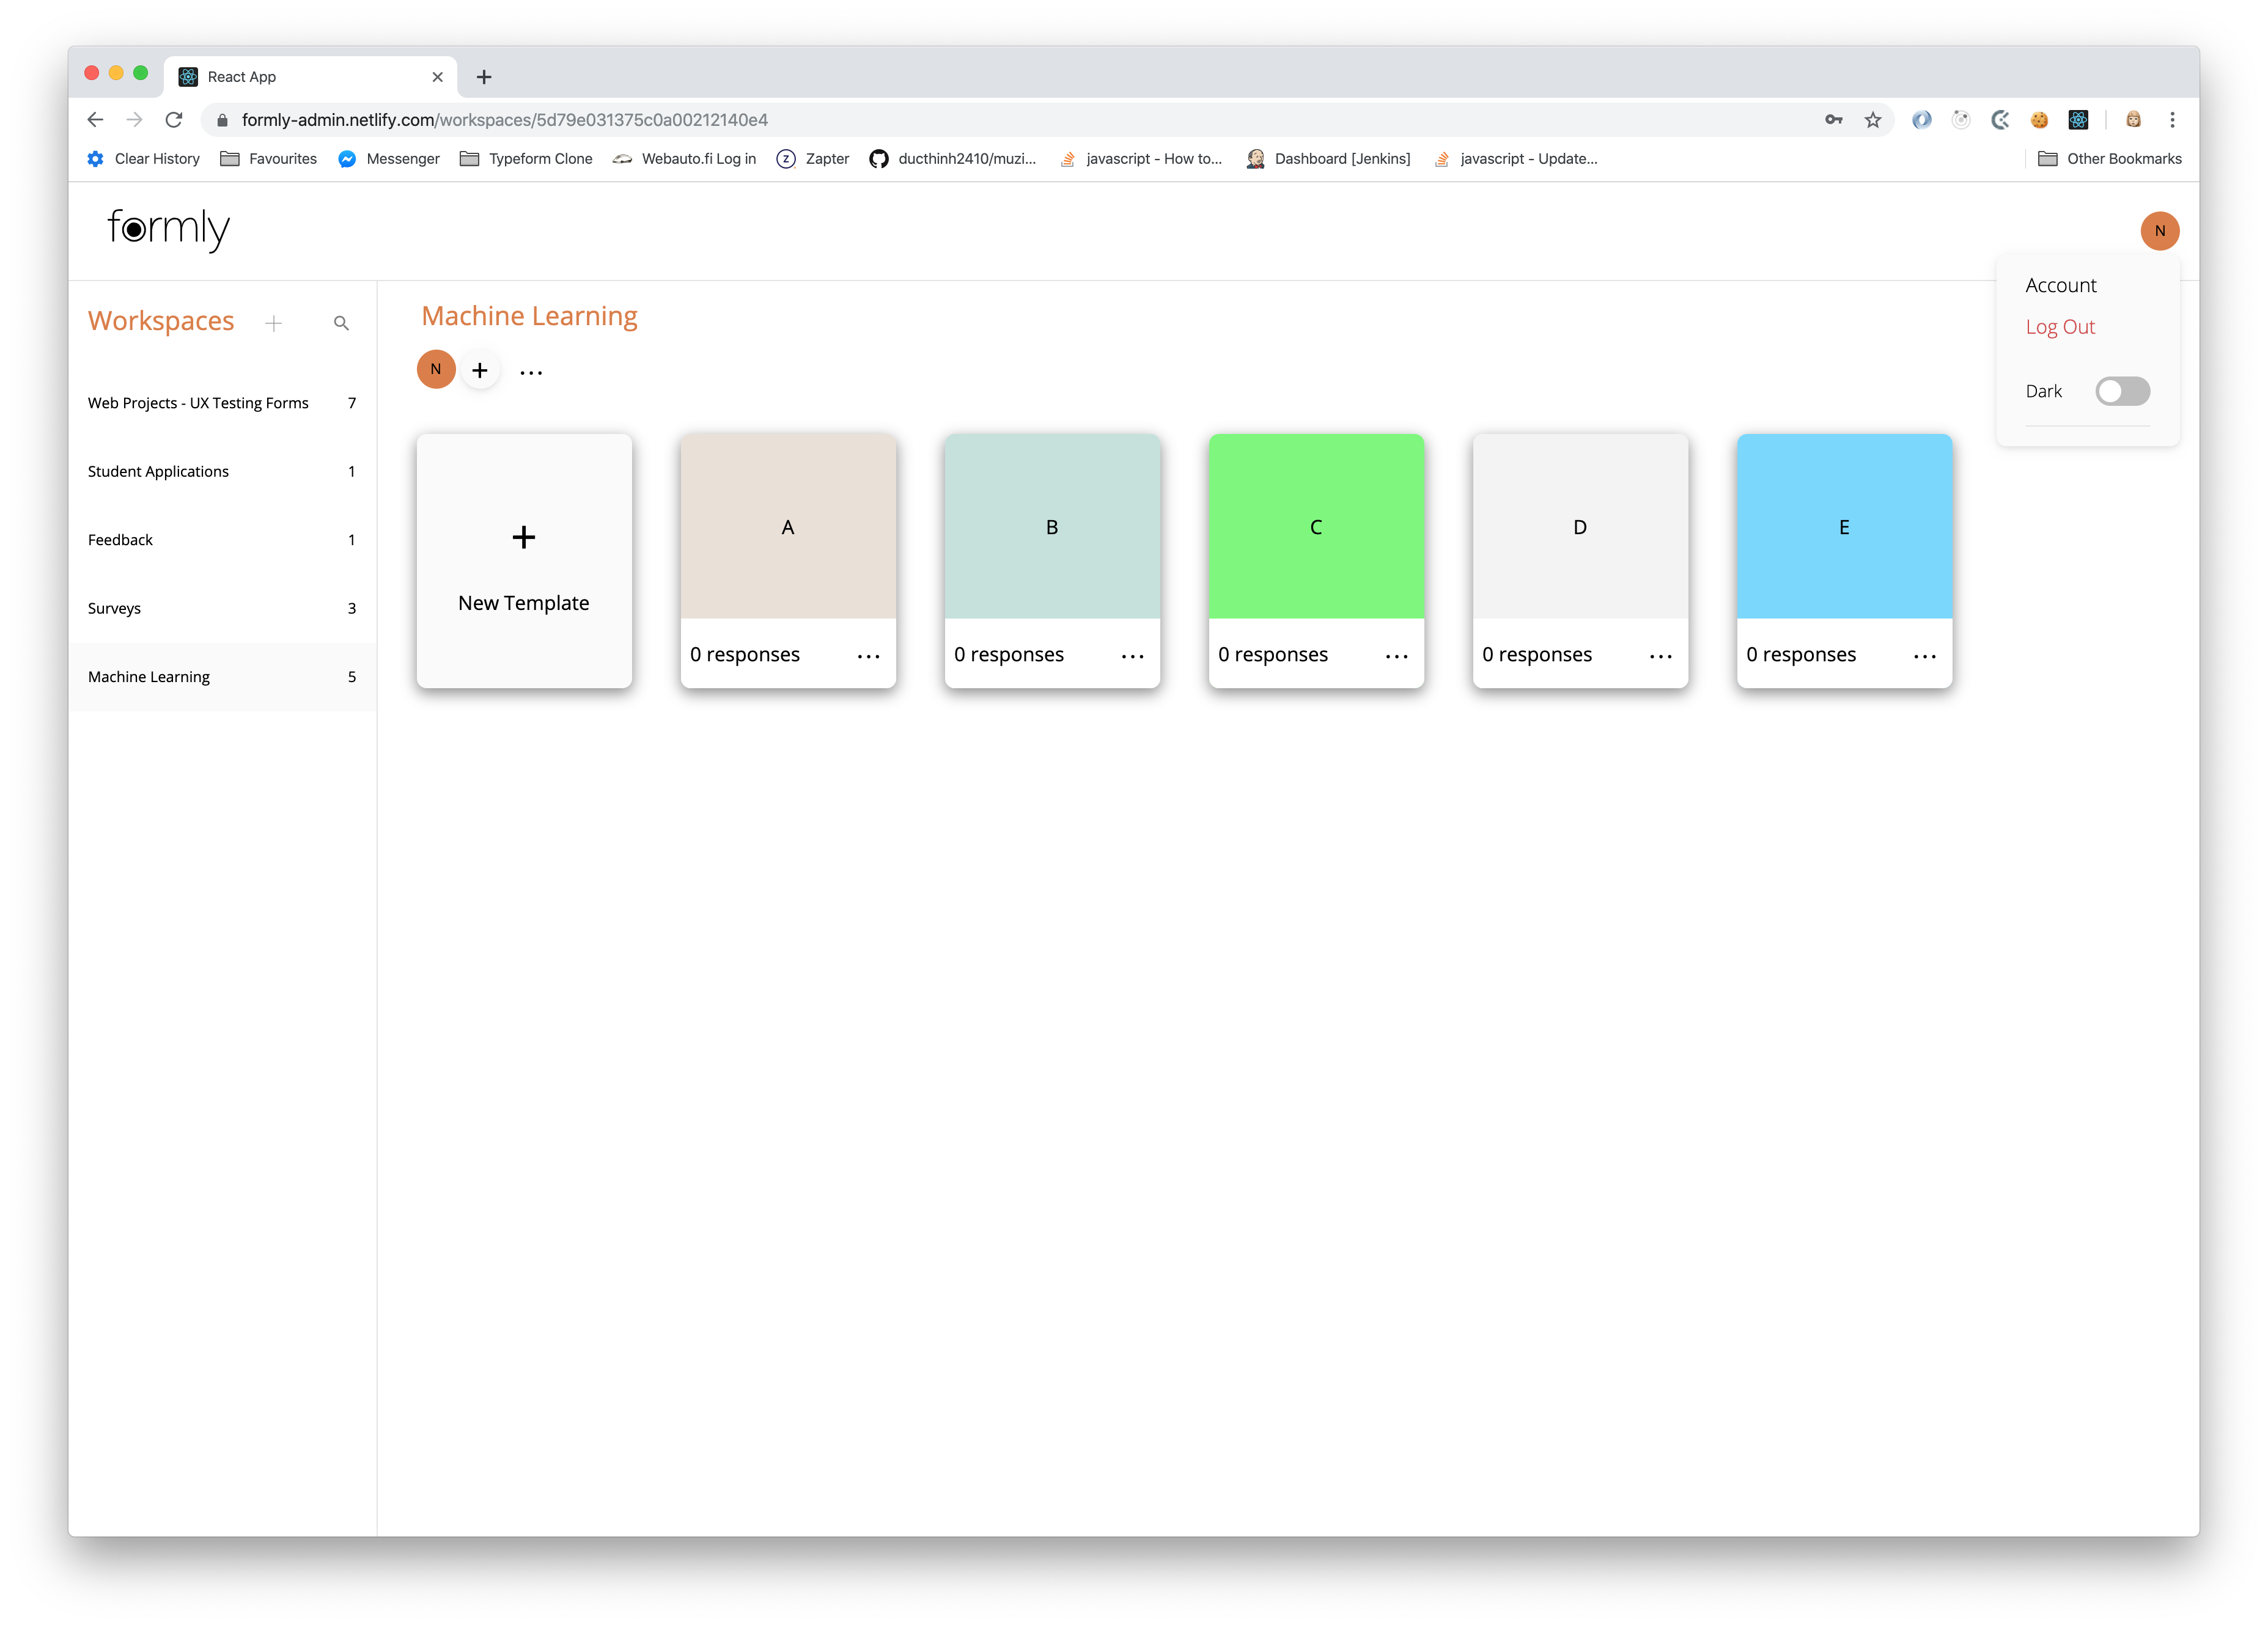 React App
formly-admin.netlify.com/workspaces/5d79e031375c0a00212140e4
Clear History Favourites Messenger Typeform Clone Webauto.fi Log in Z Zapter ducthinh2410/muzi... javascript - How to... Dashboard [Jenkins] javascript - Update... Other Bookmarks
formly
N
Account
Log Out
Dark
Workspaces
Web Projects - UX Testing Forms 7
Student Applications 1
Feedback 1
Surveys 3
Machine Learning 5
Machine Learning
N + ...
+
New Template
A
0 responses ...
B
0 responses ...
C
0 responses ...
D
0 responses ...
E
0 responses ...